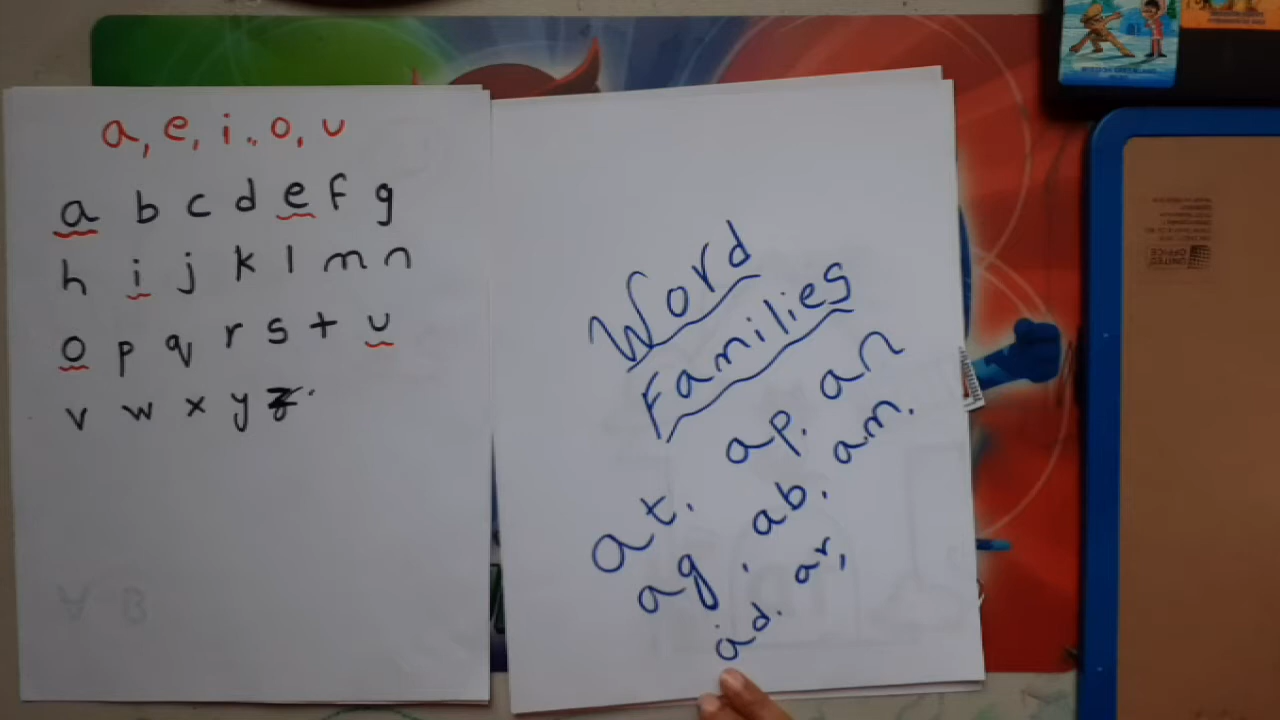 a, e, i., o, u
a b c d e f g
h i j k l m n
o p q r s t u
v w x y z.
Word
Families
at. ap. an
ag. ab. am.
ad. ar,
A B